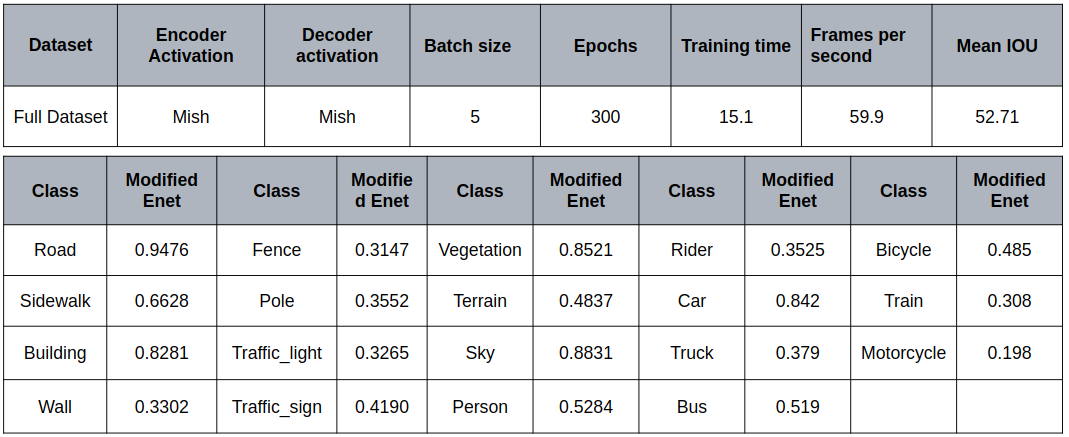 Dataset Encoder Activation Decoder activation Batch size Epochs Training time Frames per second Mean IOU
Full Dataset Mish Mish 5 300 15.1 59.9 52.71
Class Modified Enet Class Modifie d Enet Class Modified Enet Class Modified Enet Class Modified Enet
Road 0.9476 Fence 0.3147 Vegetation 0.8521 Rider 0.3525 Bicycle 0.485
Sidewalk 0.6628 Pole 0.3552 Terrain 0.4837 Car 0.842 Train 0.308
Building 0.8281 Traffic_light 0.3265 Sky 0.8831 Truck 0.379 Motorcycle 0.198
Wall 0.3302 Traffic_sign 0.4190 Person 0.5284 Bus 0.519